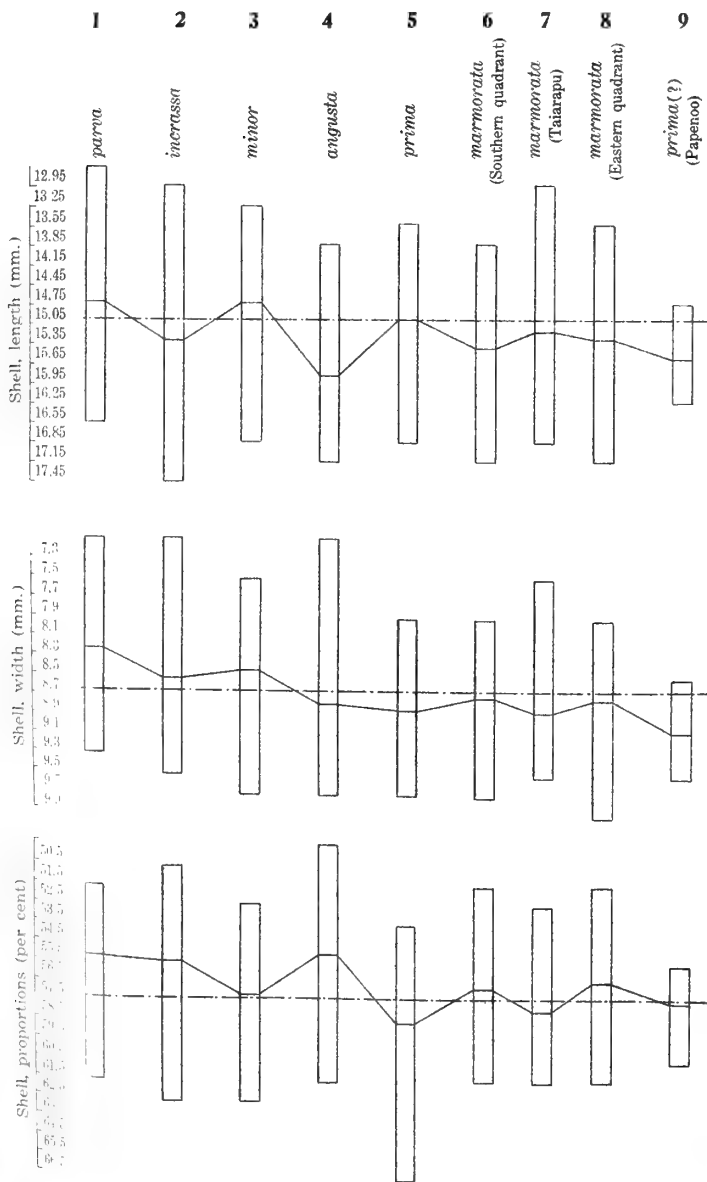 1 2 3 4 5 6 7 8 9
parva
incrassa
minor
angusta
prima
marmorata
(Southern quadrant)
marmorata
(Taiarapu)
marmorata
(Eastern quadrant)
prima(?)
(Papenoo)
Shell, length (mm.)
12.95
13.25
13.55
13.85
14.15
14.45
14.75
15.05
15.35
15.65
15.95
16.25
16.55
16.85
17.15
17.45
Shell, width (mm.)
7.3
7.5
7.7
7.9
8.1
8.3
8.5
8.7
8.9
9.1
9.3
9.5
Shell, proportions (per cent)
50.5
51.5
52.5
53.5
65.5